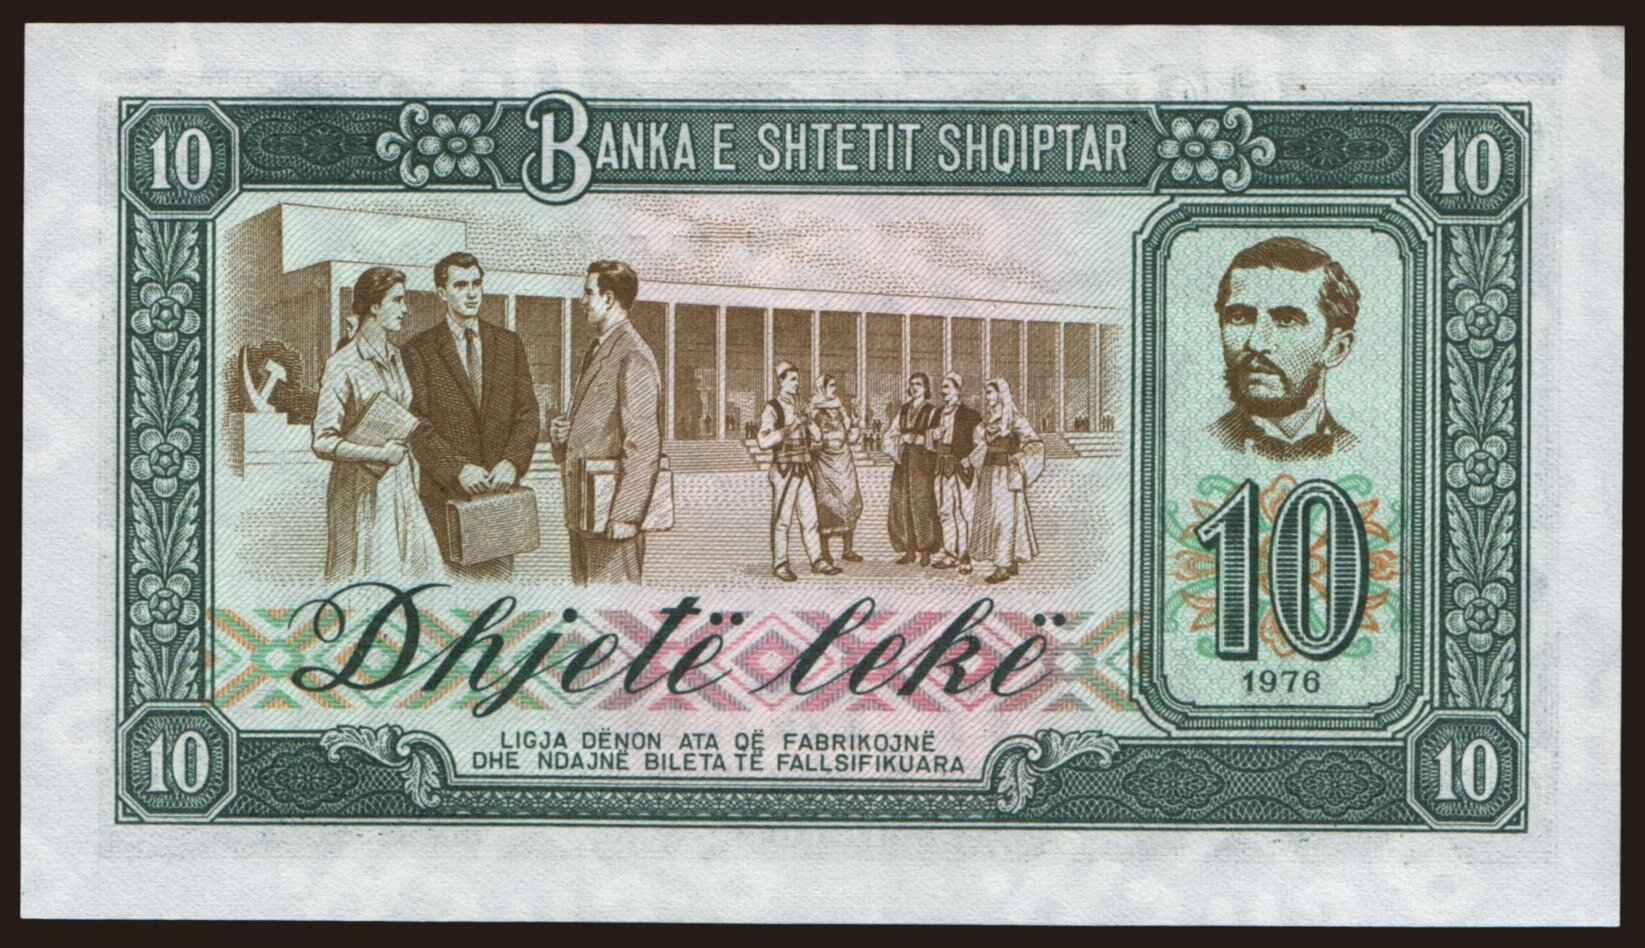 10 BANKA E SHTETIT SHQIPTAR 10
Dhjetë lekë
10
1976
LIGJA DËNON ATA QË FABRIKOJNË
DHE NDAJNË BILETA TË FALLSIFIKUARA
10 10